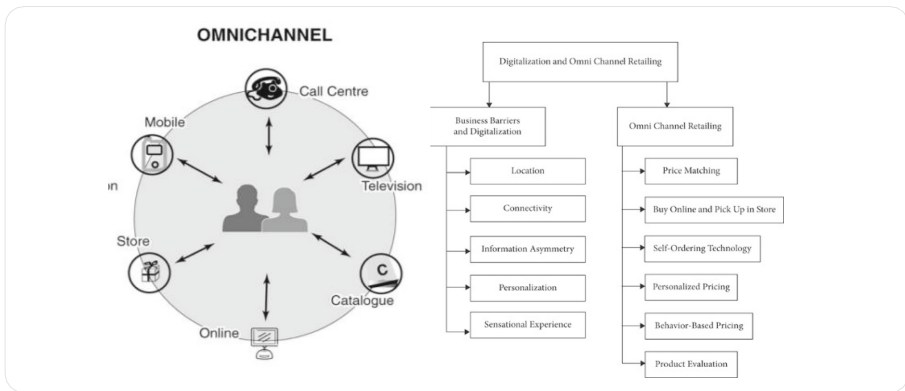 OMNICHANNEL
Call Centre
Mobile
on
Television
Store
C
Catalogue
Online
Digitalization and Omni Channel Retailing
Business Barriers
and Digitalization
Location
Connectivity
Information Asymmetry
Personalization
Sensational Experience
Omni Channel Retailing
Price Matching
Buy Online and Pick Up in Store
Self-Ordering Technology
Personalized Pricing
Behavior-Based Pricing
Product Evaluation